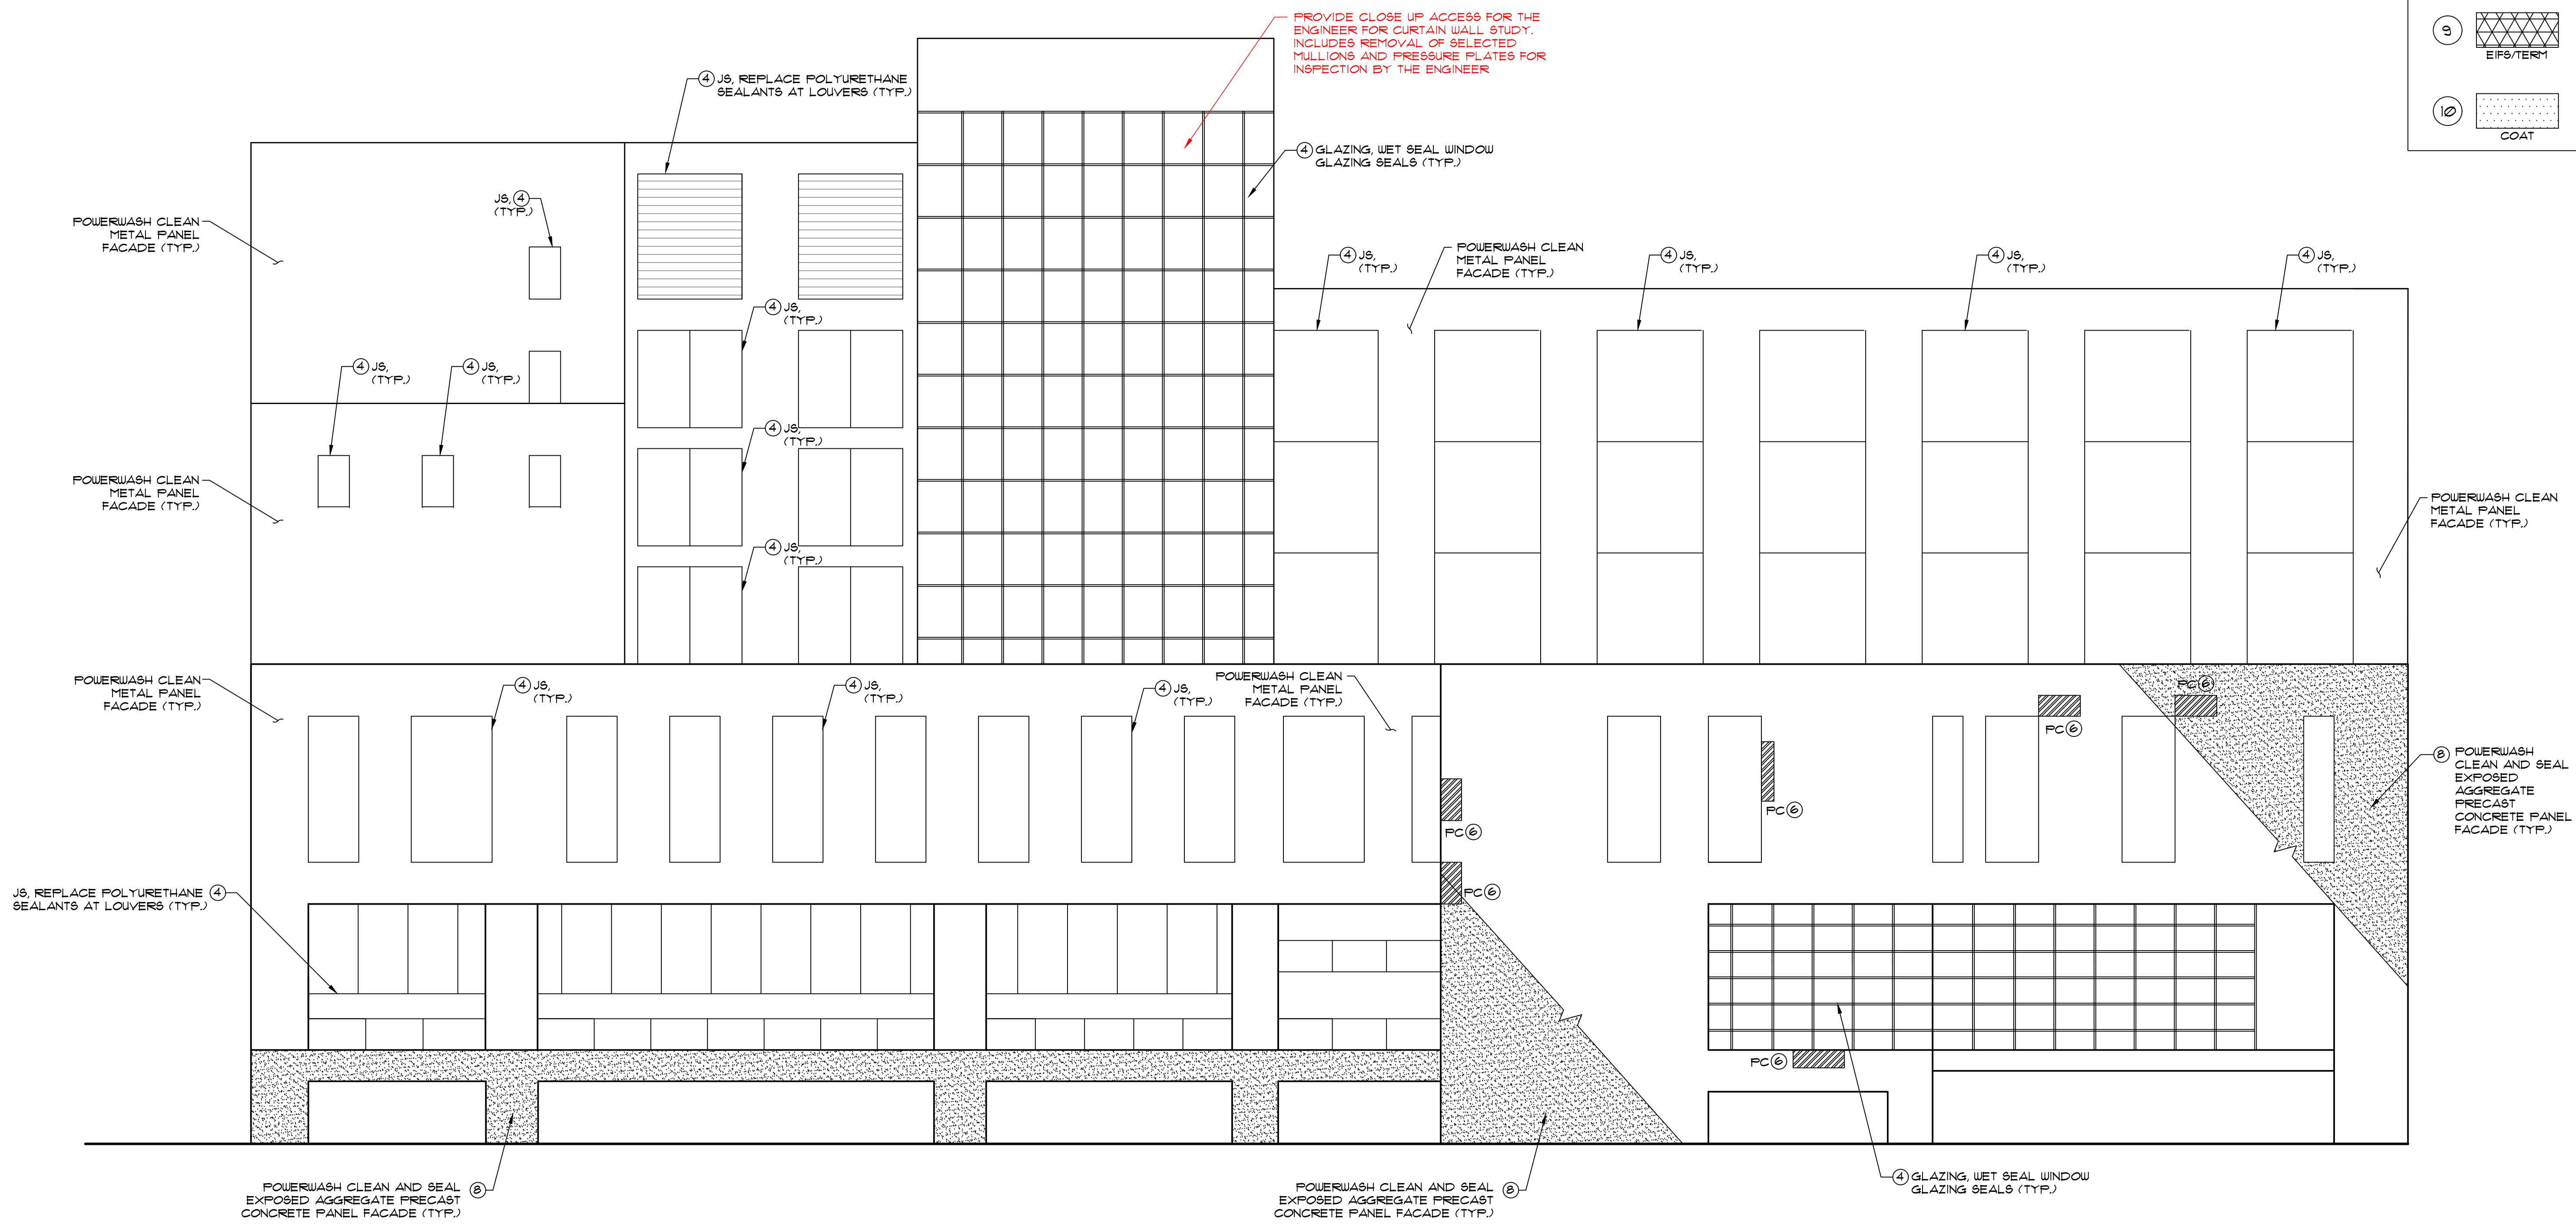 PROVIDE CLOSE UP ACCESS FOR THE
ENGINEER FOR CURTAIN WALL STUDY.
INCLUDES REMOVAL OF SELECTED
MULLIONS AND PRESSURE PLATES FOR
INSPECTION BY THE ENGINEER
9
EIFS/TERM
10
COAT
4 JS, REPLACE POLYURETHANE
SEALANTS AT LOUVERS (TYP.)
4 GLAZING, WET SEAL WINDOW
GLAZING SEALS (TYP.)
POWERWASH CLEAN
METAL PANEL
FACADE (TYP.)
JS, 4
(TYP.)
4 JS,
(TYP.)
POWERWASH CLEAN
METAL PANEL
FACADE (TYP.)
4 JS,
(TYP.)
4 JS,
(TYP.)
4 JS,
(TYP.)
4 JS,
(TYP.)
4 JS,
(TYP.)
4 JS,
(TYP.)
4 JS,
(TYP.)
4 JS,
(TYP.)
POWERWASH CLEAN
METAL PANEL
FACADE (TYP.)
POWERWASH CLEAN
METAL PANEL
FACADE (TYP.)
4 JS,
(TYP.)
POWERWASH CLEAN
METAL PANEL
FACADE (TYP.)
4 JS,
(TYP.)
4 JS,
(TYP.)
4 JS,
(TYP.)
POWERWASH CLEAN
METAL PANEL
FACADE (TYP.)
PC 6
PC 6
PC 6
PC 6
PC 6
8 POWERWASH
CLEAN AND SEAL
EXPOSED
AGGREGATE
PRECAST
CONCRETE PANEL
FACADE (TYP.)
JS, REPLACE POLYURETHANE 4
SEALANTS AT LOUVERS (TYP.)
PC 6
POWERWASH CLEAN AND SEAL 8
EXPOSED AGGREGATE PRECAST
CONCRETE PANEL FACADE (TYP.)
POWERWASH CLEAN AND SEAL 8
EXPOSED AGGREGATE PRECAST
CONCRETE PANEL FACADE (TYP.)
4 GLAZING, WET SEAL WINDOW
GLAZING SEALS (TYP.)